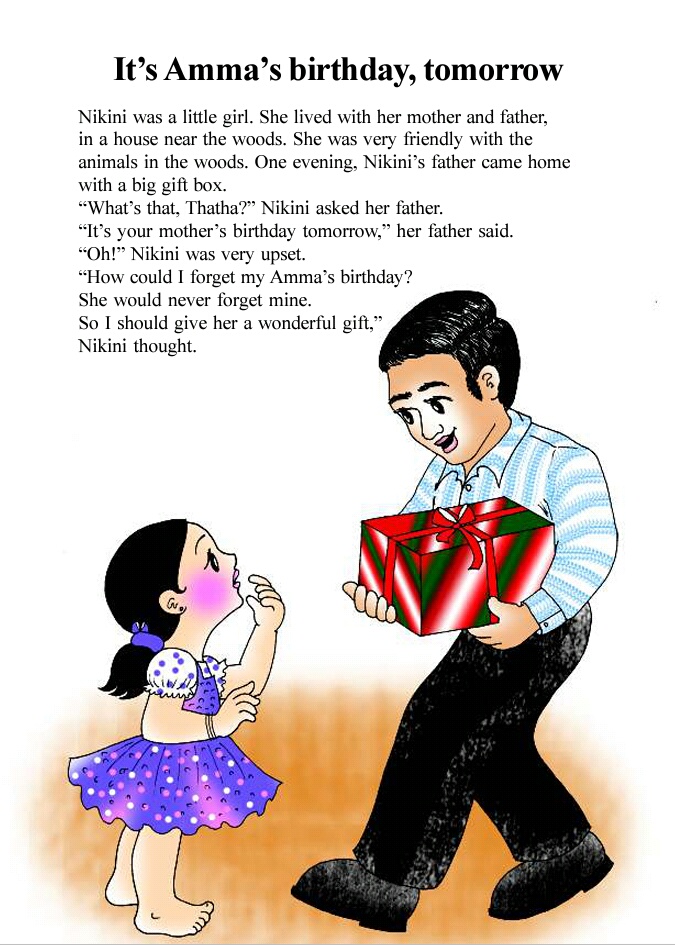 It’s Amma’s birthday, tomorrow
Nikini was a little girl. She lived with her mother and father,
in a house near the woods. She was very friendly with the
animals in the woods. One evening, Nikini’s father came home
with a big gift box.
“What’s that, Thatha?” Nikini asked her father.
“It’s your mother’s birthday tomorrow,” her father said.
“Oh!” Nikini was very upset.
“How could I forget my Amma’s birthday?
She would never forget mine.
So I should give her a wonderful gift,”
Nikini thought.